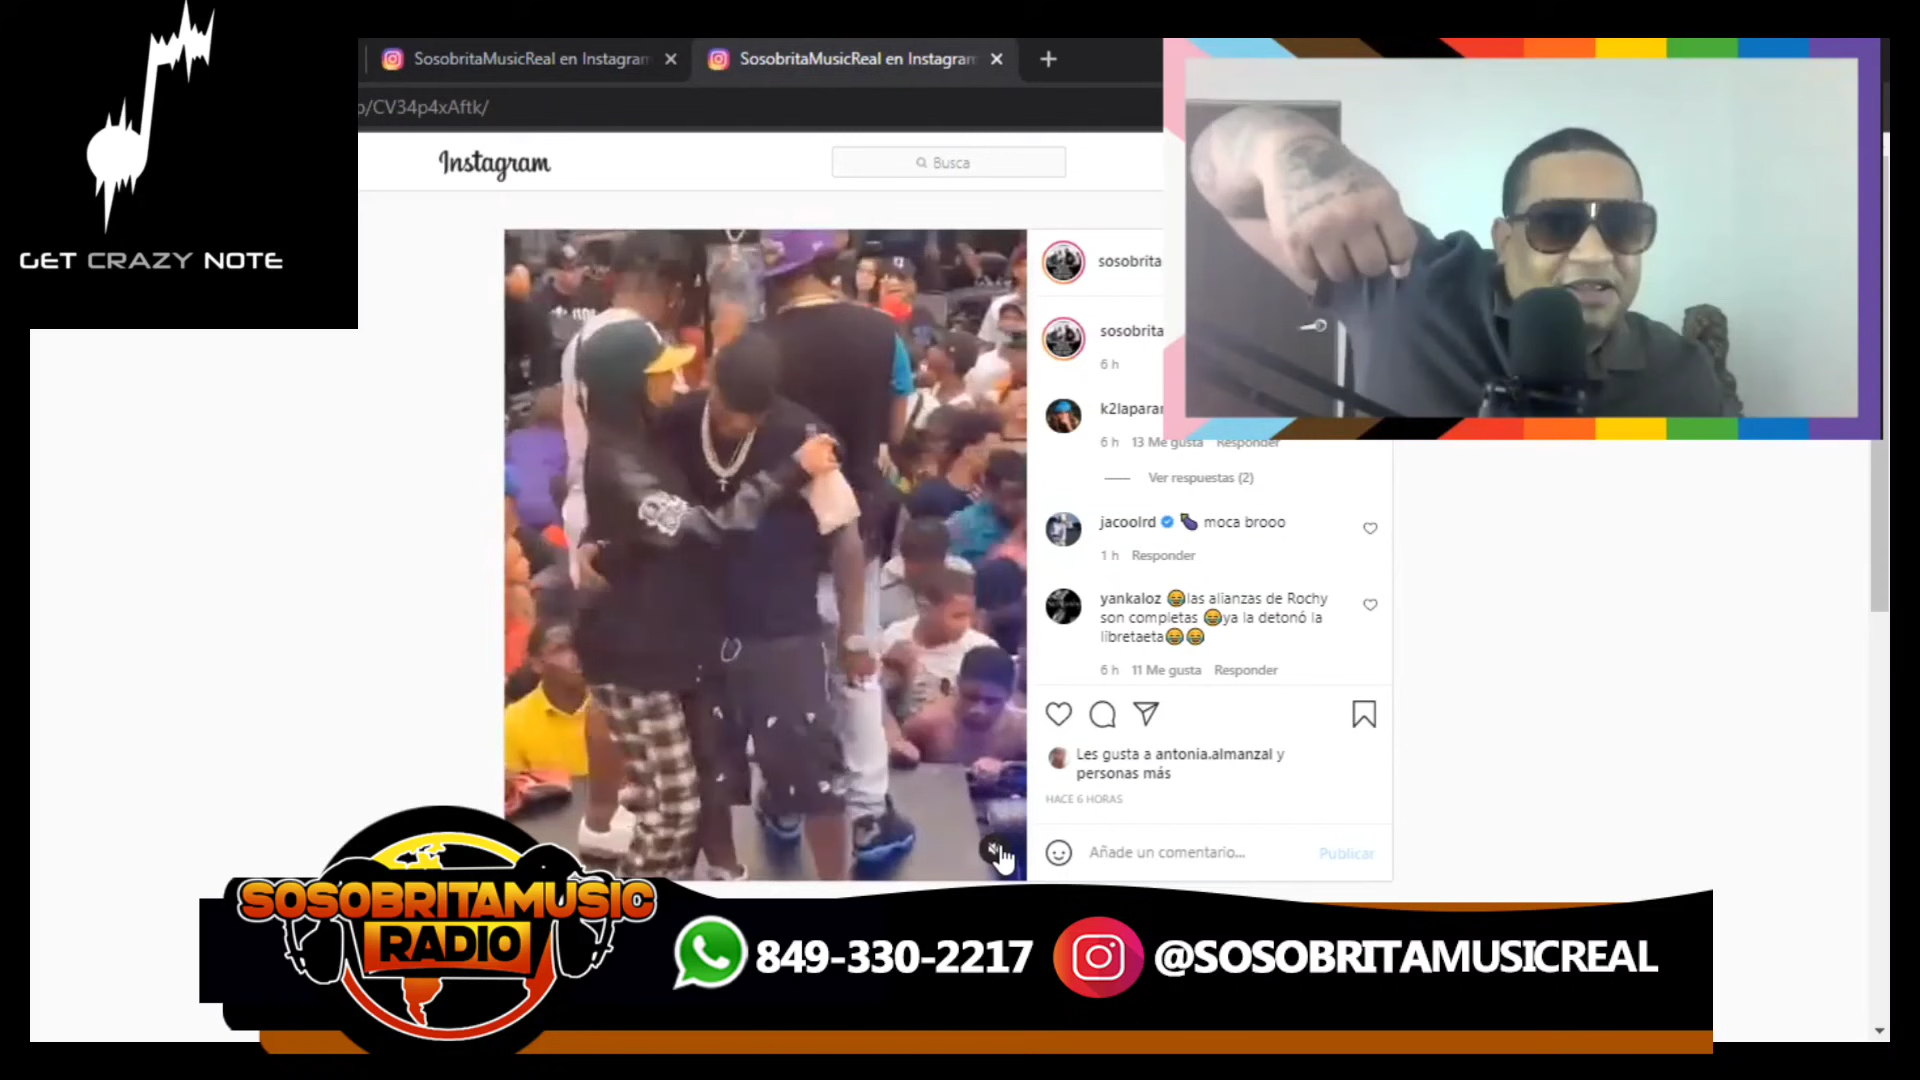 GET CRAZY NOTE
SosobritaMusicReal en Instagram
SosobritaMusicReal en Instagram
/CV34p4xAftk/
Instagram
Busca
sosobrita
sosobrita
6 h
k2laparar
6 h 13 Me gusta Responder
Ver respuestas (2)
jacoolrd 🍆 moca brooo
1 h Responder
yankaloz 😂las alianzas de Rochy
son completas 😂ya la detonó la
libretaeta😂😂
6 h 11 Me gusta Responder
Les gusta a antonia.almanzal y
personas más
HACE 6 HORAS
Añade un comentario...
Publicar
SOSOBRITAMUSIC
RADIO
849-330-2217
@SOSOBRITAMUSICREAL